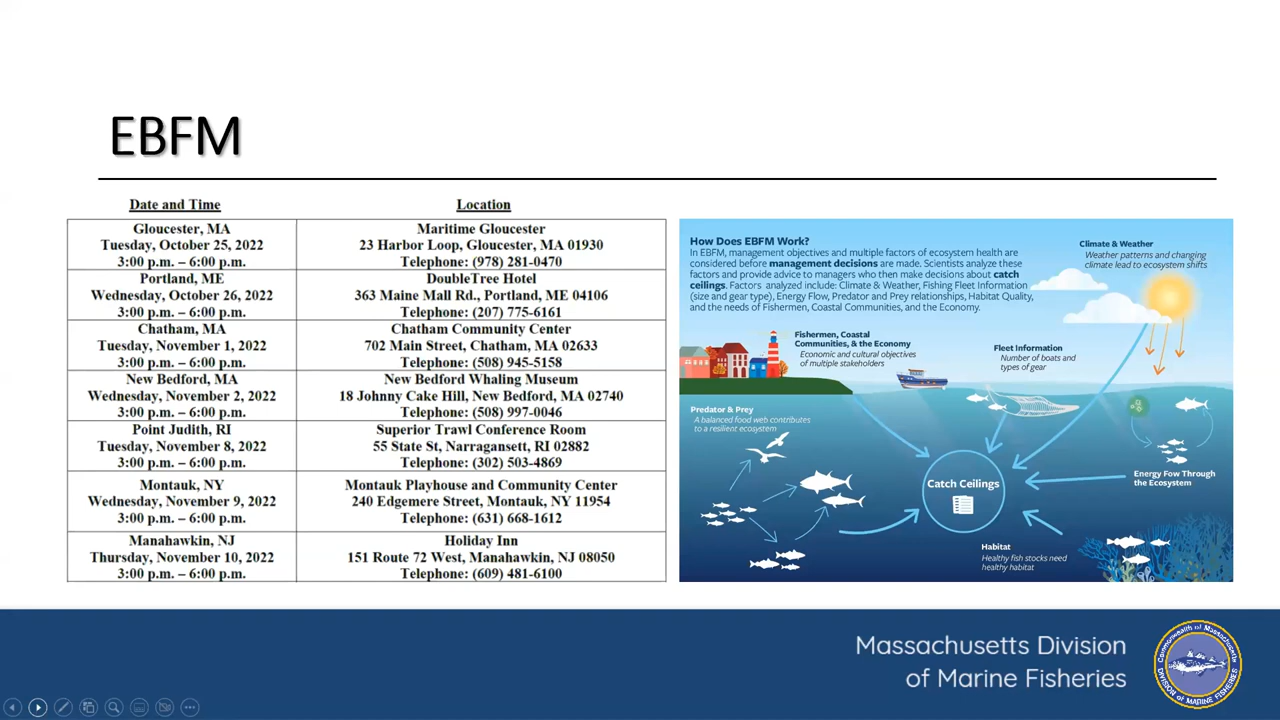 EBFM
Date and Time
Location
Gloucester, MA
Tuesday, October 25, 2022
3:00 p.m. – 6:00 p.m.
Maritime Gloucester
23 Harbor Loop, Gloucester, MA 01930
Telephone: (978) 281-0470
Portland, ME
Wednesday, October 26, 2022
3:00 p.m. – 6:00 p.m.
DoubleTree Hotel
363 Maine Mall Rd., Portland, ME 04106
Telephone: (207) 775-6161
Chatham, MA
Tuesday, November 1, 2022
3:00 p.m. – 6:00 p.m.
Chatham Community Center
702 Main Street, Chatham, MA 02633
Telephone: (508) 945-5158
New Bedford, MA
Wednesday, November 2, 2022
3:00 p.m. – 6:00 p.m.
New Bedford Whaling Museum
18 Johnny Cake Hill, New Bedford, MA 02740
Telephone: (508) 997-0046
Point Judith, RI
Tuesday, November 8, 2022
3:00 p.m. – 6:00 p.m.
Superior Trawl Conference Room
55 State St, Narragansett, RI 02882
Telephone: (302) 503-4869
Montauk, NY
Wednesday, November 9, 2022
3:00 p.m. – 6:00 p.m.
Montauk Playhouse and Community Center
240 Edgemere Street, Montauk, NY 11954
Telephone: (631) 668-1612
Manahawkin, NJ
Thursday, November 10, 2022
3:00 p.m. – 6:00 p.m.
Holiday Inn
151 Route 72 West, Manahawkin, NJ 08050
Telephone: (609) 481-6100
How Does EBFM Work?
In EBFM, management objectives and multiple factors of ecosystem health are
considered before management decisions are made. Scientists analyze these
factors and provide advice to managers who then make decisions about catch
ceilings. Factors analyzed include: Climate & Weather, Fishing Fleet Information
(size and gear type), Energy Flow, Predator and Prey relationships, Habitat Quality,
and the needs of Fishermen, Coastal Communities, and the Economy.
Climate & Weather
Weather patterns and changing
climate lead to ecosystem shifts
Fishermen, Coastal
Communities, & the Economy
Economic and cultural objectives
of multiple stakeholders
Fleet Information
Number of boats and
types of gear
Predator & Prey
A balanced food web contributes
to a resilient ecosystem
Catch Ceilings
Energy Fow Through
the Ecosystem
Habitat
Healthy fish stocks need
healthy habitat
Massachusetts Division
of Marine Fisheries
Commonwealth of Massachusetts
DIVISION of MARINE FISHERIES